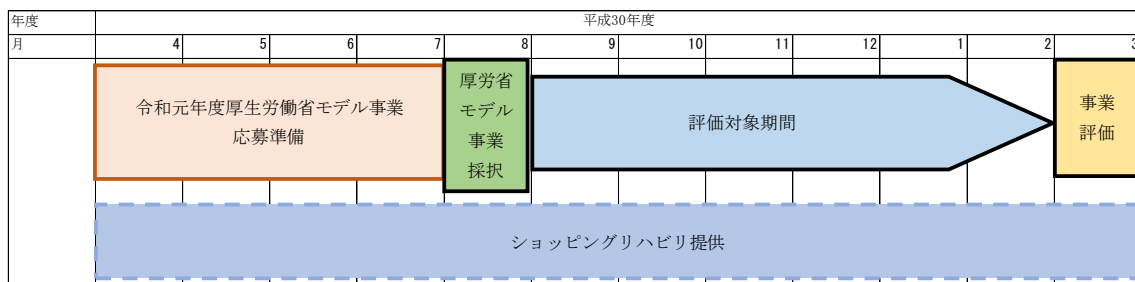 年度
平成30年度
月
4 5 6 7 8 9 10 11 12 1 2 3
令和元年度厚生労働省モデル事業
応募準備
厚労省
モデル
事業
採択
評価対象期間
事業
評価
ショッピングリハビリ提供